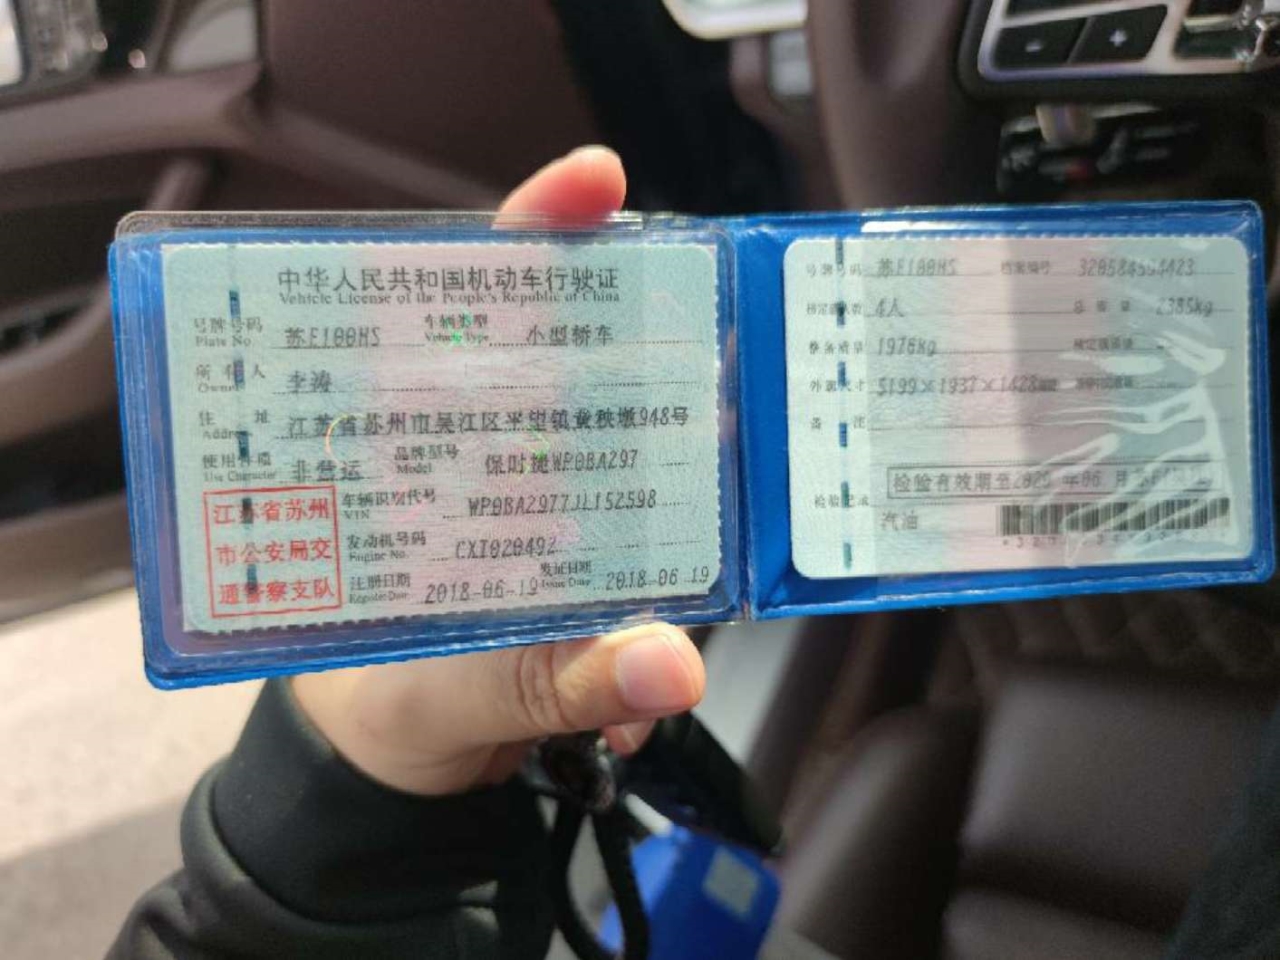 中华人民共和国机动车行驶证
Vehicle License of the People's Republic of China
号牌号码 苏E100HS 车辆类型 小型轿车
Plate No. Vehicle Type
所有人 李涛
Owner
住址 江苏省苏州市吴江区平望镇黄秧墩948号
Address
使用性质 非营运 品牌型号 保时捷WP0BA297
Use Character Model
车辆识别代号 WP0BA2977JL152598
VIN
发动机号码 CXT020492
Engine No.
注册日期 2018-06-19 发证日期 2018-06-19
Register Date Issue Date
江苏省苏州
市公安局交
通警察支队
号牌号码 苏E100HS 档案编号
核定载人数 4人 总质量 2385kg
整备质量 1976kg 核定载质量
外廓尺寸 5199×1937×1428
备注
检验有效期至 年06月
检验记录
汽油
- +